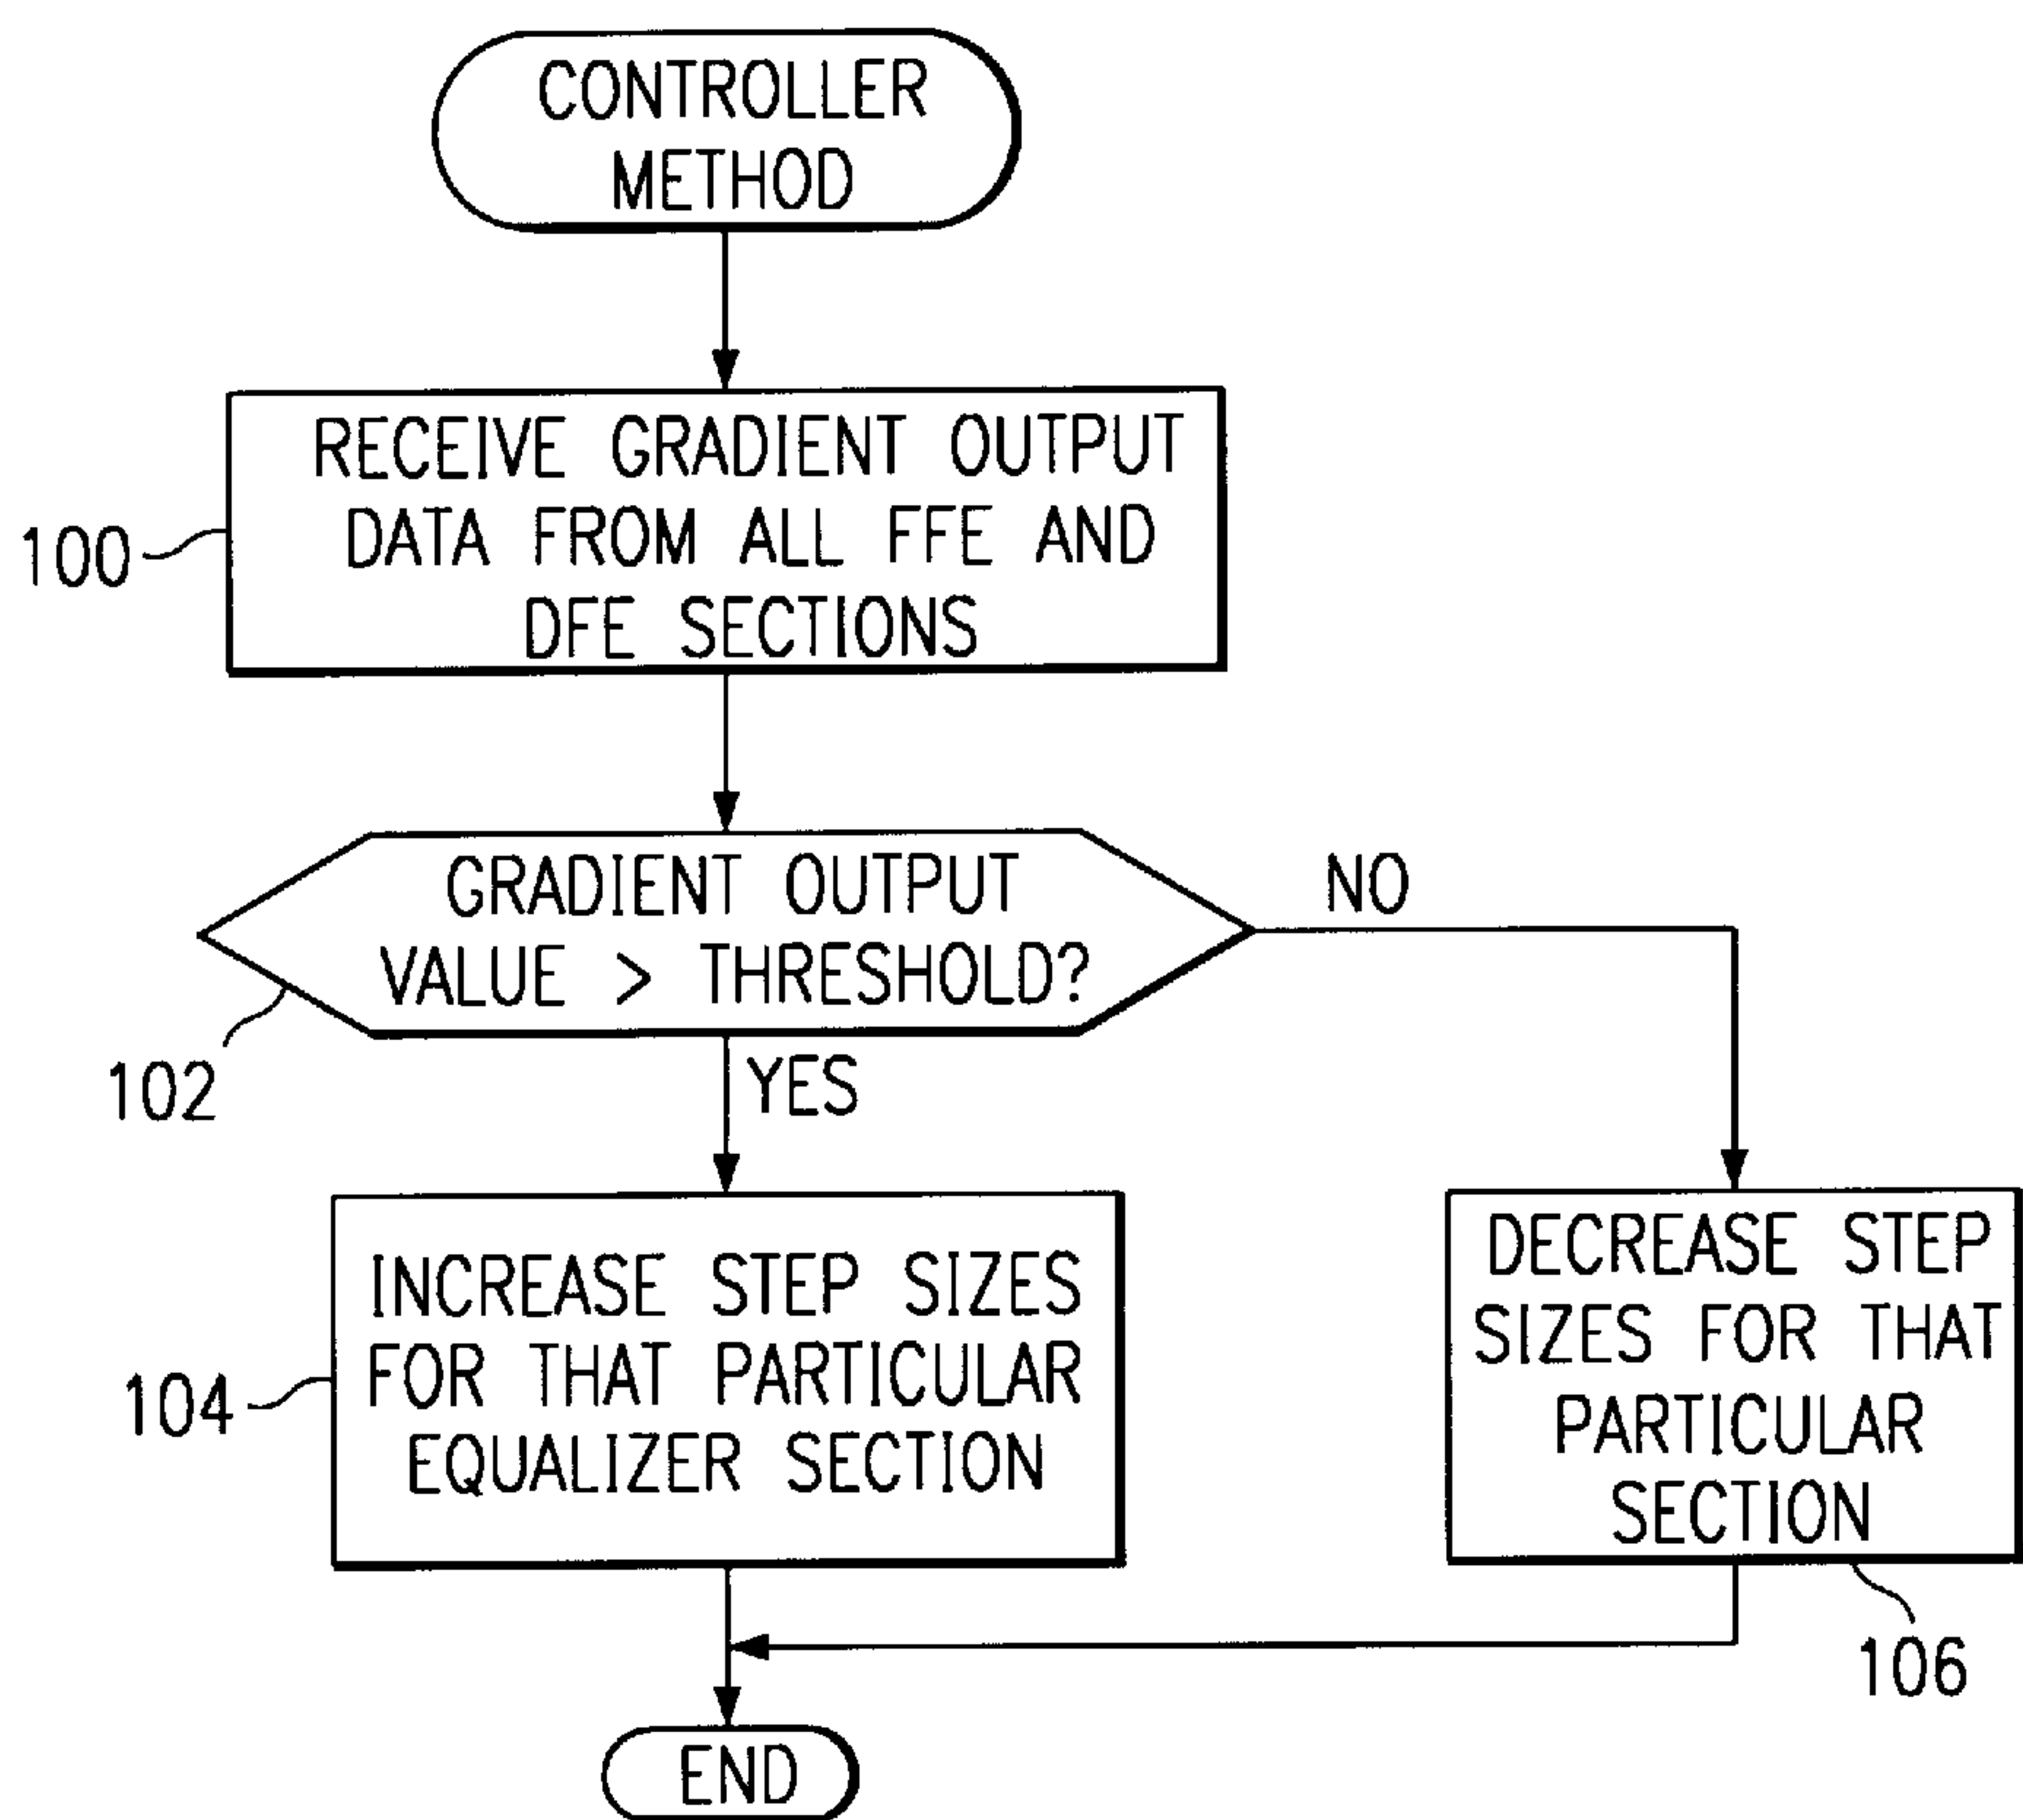 CONTROLLER
METHOD
RECEIVE GRADIENT OUTPUT
DATA FROM ALL FFE AND
DFE SECTIONS
100
GRADIENT OUTPUT
VALUE > THRESHOLD?
NO
102
YES
INCREASE STEP SIZES
FOR THAT PARTICULAR
EQUALIZER SECTION
104
DECREASE STEP
SIZES FOR THAT
PARTICULAR
SECTION
106
END